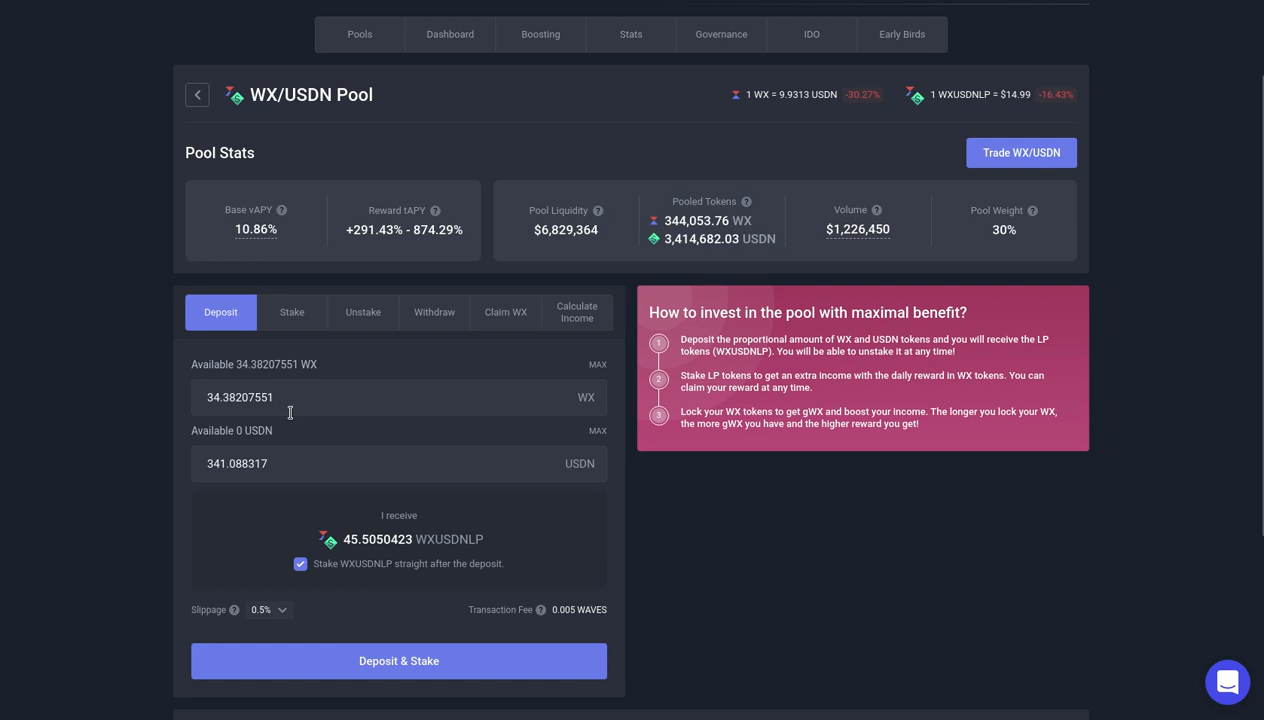 Pools Dashboard Boosting Stats Governance IDO Early Birds
WX/USDN Pool
1 WX = 9.9313 USDN -30.27%
1 WXUSDNLP = $14.99 -16.43%
Pool Stats
Trade WX/USDN
Base vAPY ?
10.86%
Reward tAPY ?
+291.43% - 874.29%
Pool Liquidity ?
$6,829,364
Pooled Tokens ?
344,053.76 WX
3,414,682.03 USDN
Volume ?
$1,226,450
Pool Weight ?
30%
Deposit Stake Unstake Withdraw Claim WX Calculate
Income
Available 34.38207551 WX MAX
34.38207551 WX
Available 0 USDN MAX
341.088317 USDN
I receive
45.5050423 WXUSDNLP
Stake WXUSDNLP straight after the deposit.
Slippage ? 0.5% Transaction Fee ? 0.005 WAVES
Deposit & Stake
How to invest in the pool with maximal benefit?
1 Deposit the proportional amount of WX and USDN tokens and you will receive the LP
tokens (WXUSDNLP). You will be able to unstake it at any time!
2 Stake LP tokens to get an extra income with the daily reward in WX tokens. You can
claim your reward at any time.
3 Lock your WX tokens to get gWX and boost your income. The longer you lock your WX,
the more gWX you have and the higher reward you get!